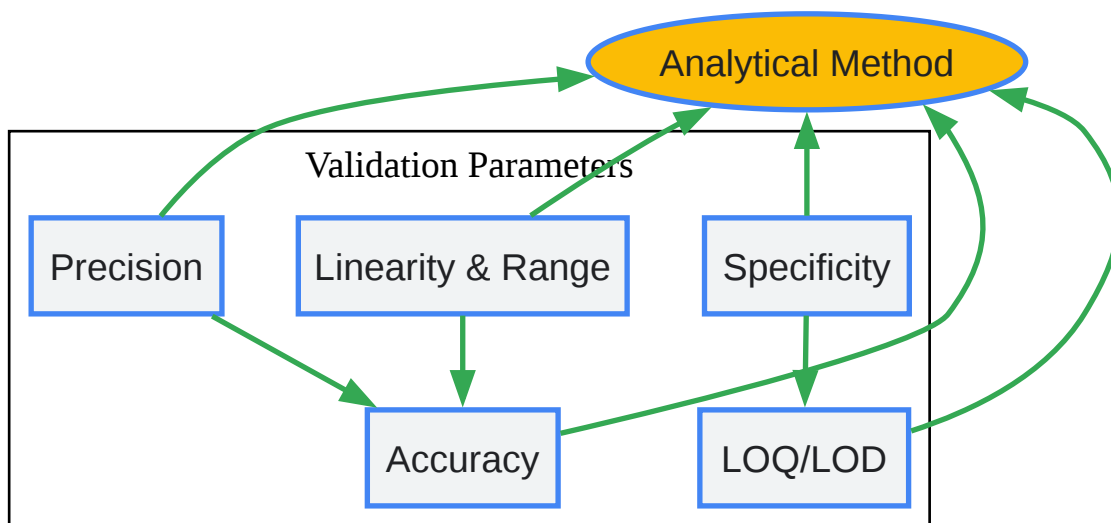 Analytical Method
Validation Parameters
Precision
Linearity & Range
Specificity
Accuracy
LOQ/LOD